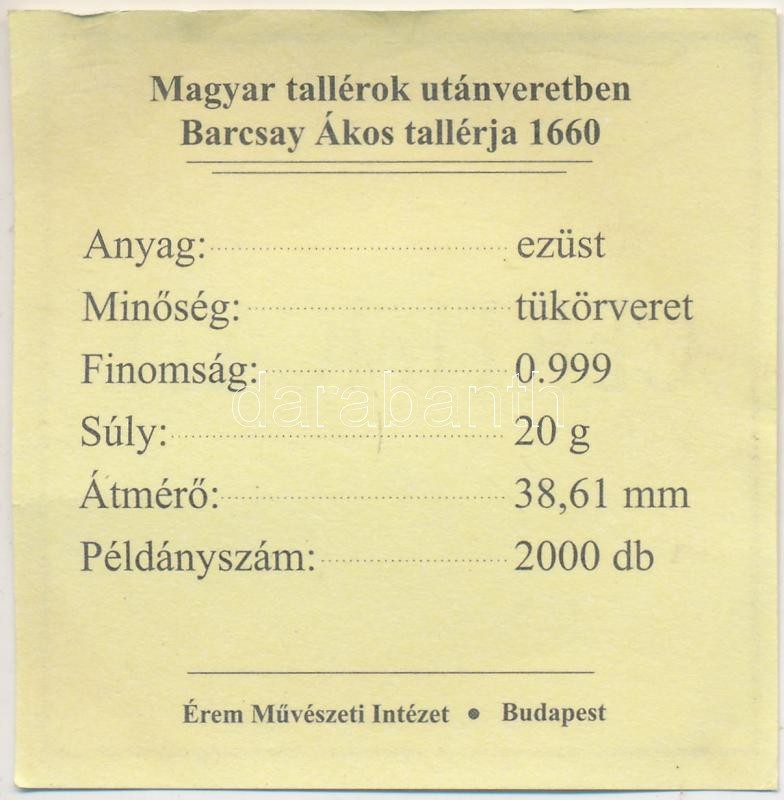 Magyar tallérok utánveretben
Barcsay Ákos tallérja 1660
Anyag: ezüst
Minőség: tükörveret
Finomság: 0.999
Súly: 20 g
Átmérő: 38,61 mm
Példányszám: 2000 db
Érem Művészeti Intézet • Budapest
darabanth